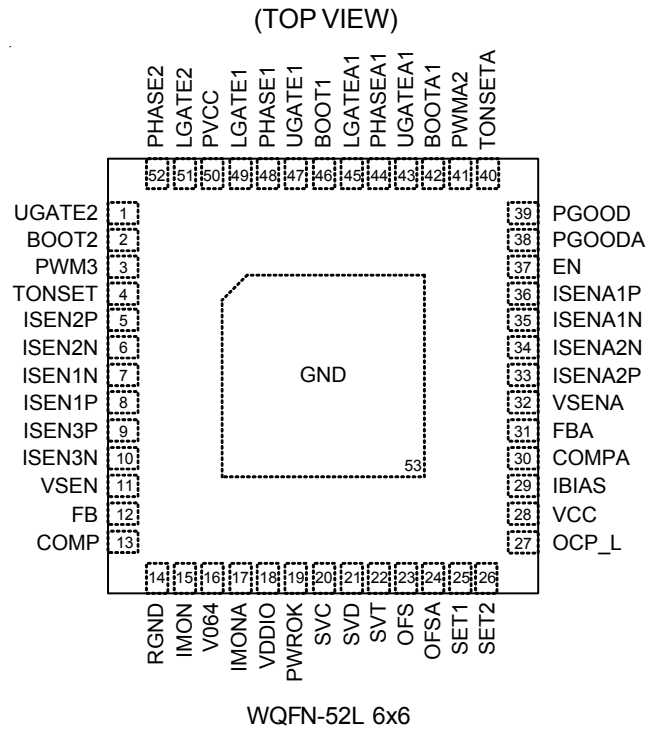 (TOP VIEW)
PHASE2
LGATE2
PVCC
LGATE1
PHASE1
UGATE1
BOOT1
LGATEA1
PHASEA1
UGATEA1
BOOTA1
PWMA2
TONSETA
52 51 50 49 48 47 46 45 44 43 42 41 40
UGATE2 1
BOOT2 2
PWM3 3
TONSET 4
ISEN2P 5
ISEN2N 6
ISEN1N 7
ISEN1P 8
ISEN3P 9
ISEN3N 10
VSEN 11
FB 12
COMP 13
GND
53
39 PGOOD
38 PGOODA
37 EN
36 ISENA1P
35 ISENA1N
34 ISENA2N
33 ISENA2P
32 VSENA
31 FBA
30 COMPA
29 IBIAS
28 VCC
27 OCP_L
14 15 16 17 18 19 20 21 22 23 24 25 26
RGND
IMON
V064
IMONA
VDDIO
PWROK
SVC
SVD
SVT
OFS
OFSA
SET1
SET2
WQFN-52L 6x6